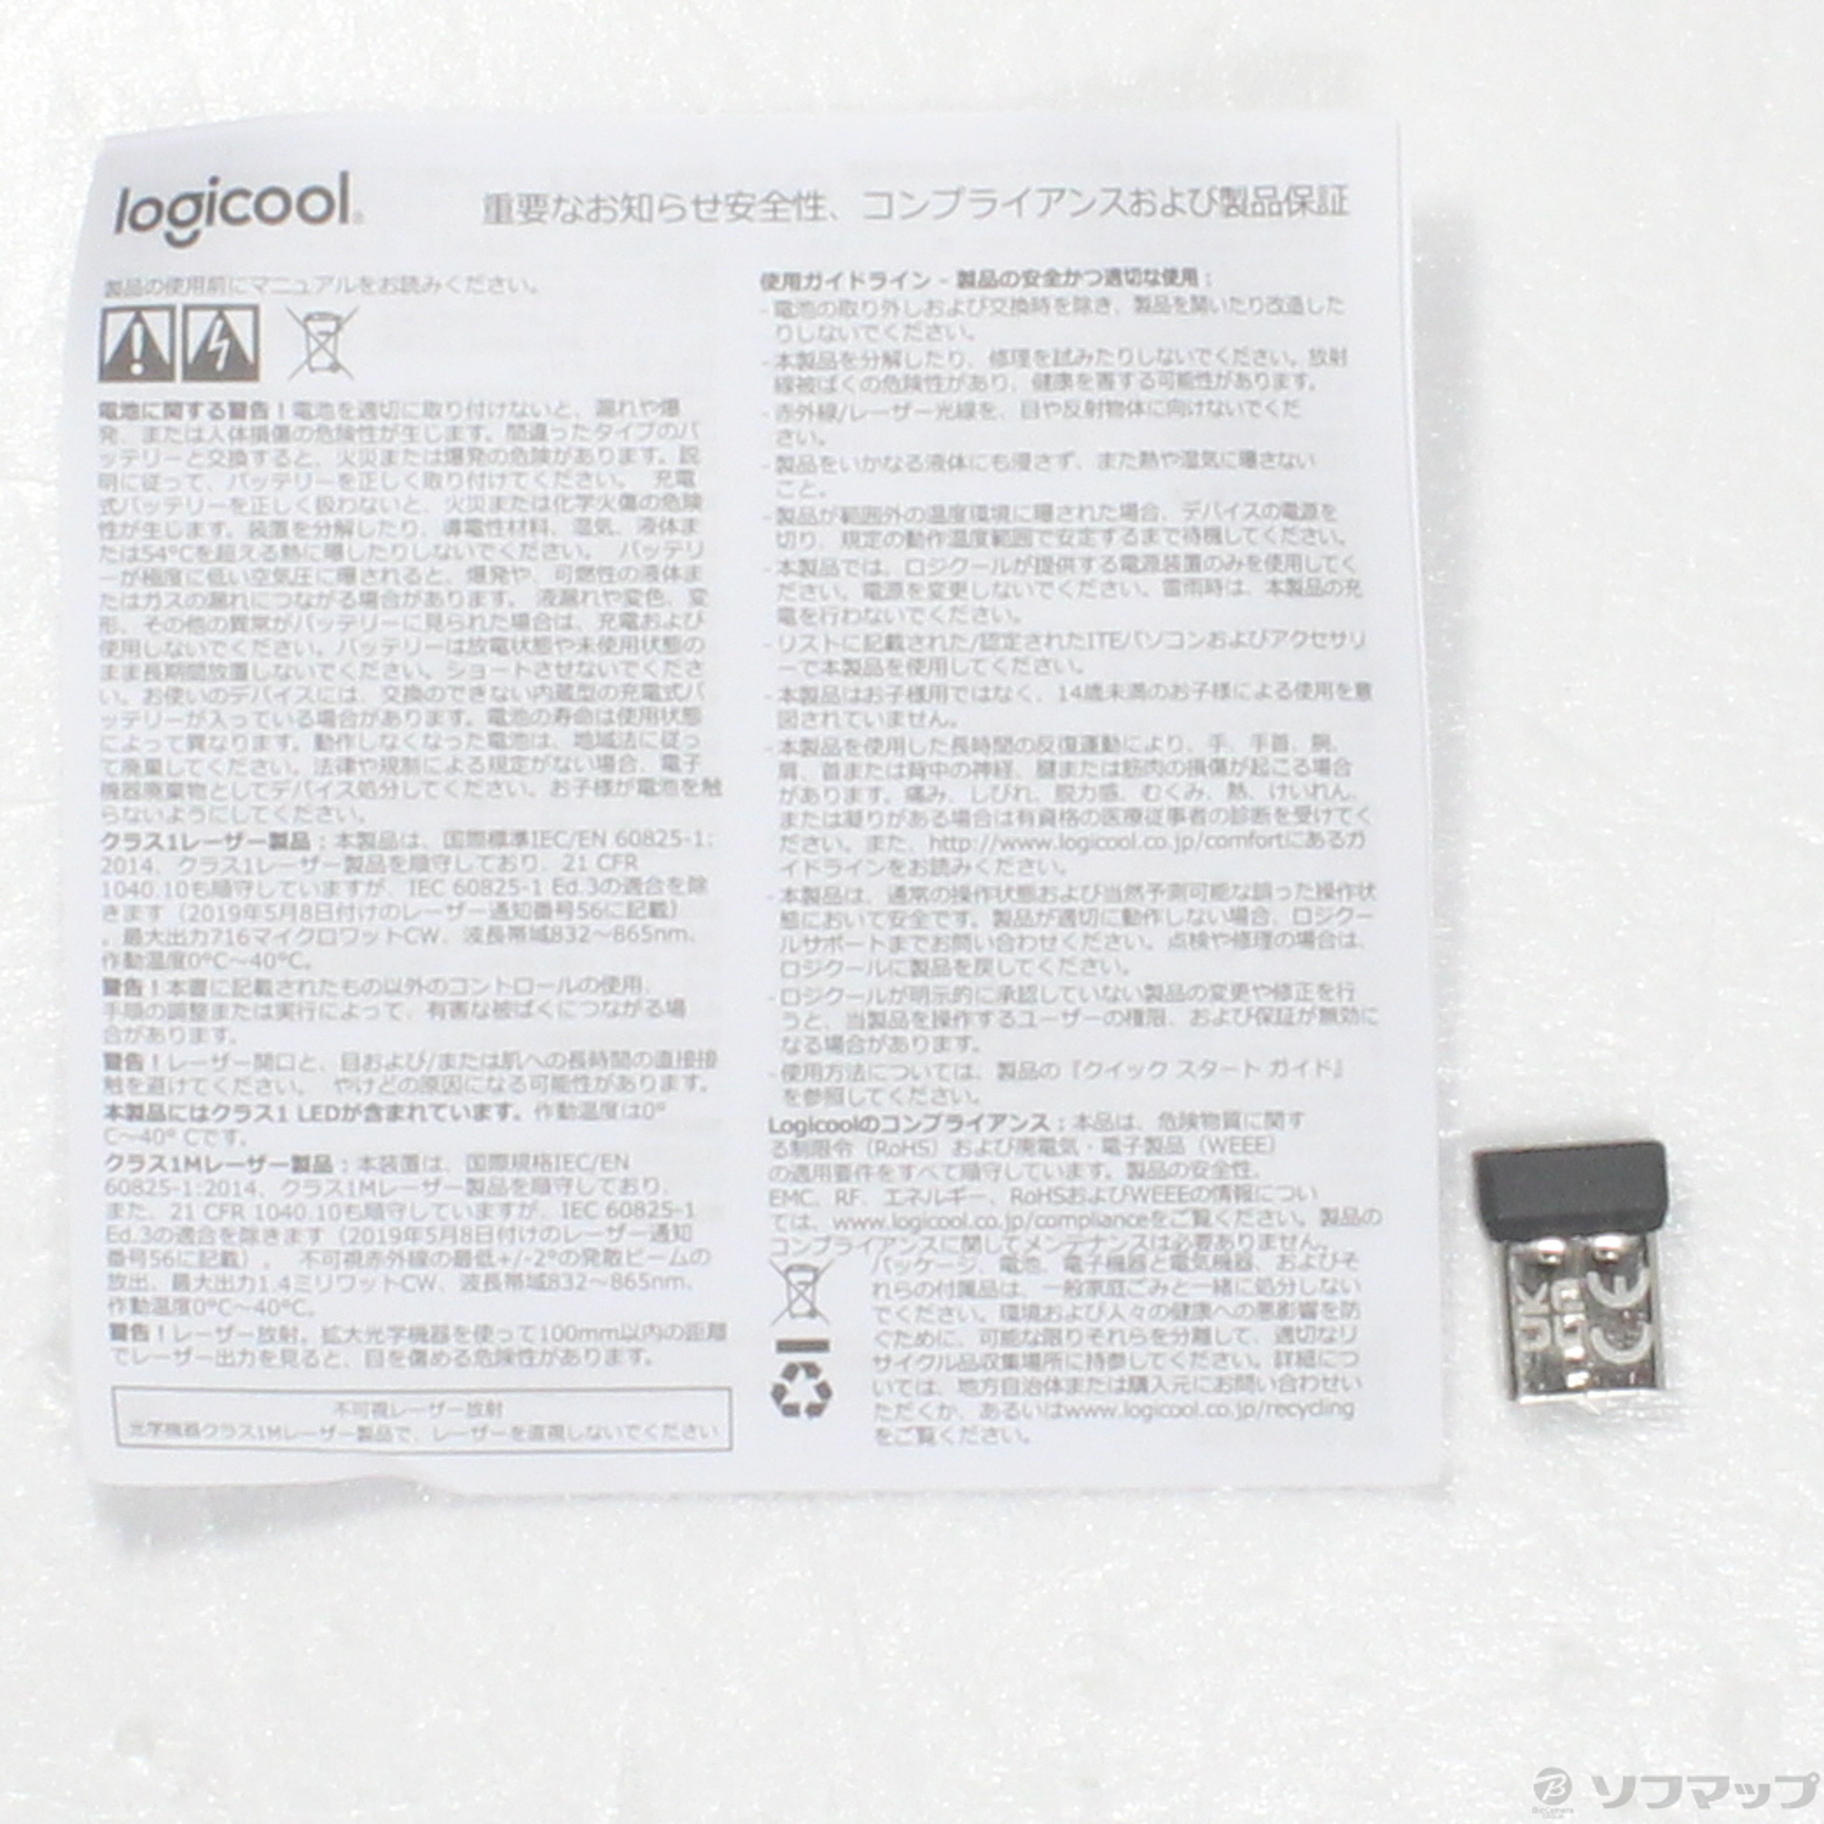 logicool
重要なお知らせ安全性、コンプライアンスおよび製品保証
製品の使用前にマニュアルをお読みください。
電池に関する警告！電池を適切に取り付けないと、漏れや爆
発、または人体損傷の危険性が生じます。間違ったタイプのバ
ッテリーと交換すると、火災または爆発の危険があります。説
明に従って、バッテリーを正しく取り付けてください。 充電
式バッテリーを正しく扱わないと、火災または化学火傷の危険
性が生じます。装置を分解したり、導電性材料、湿気、液体ま
たは54°Cを超える熱に曝したりしないでください。 バッテリ
ーが極度に低い空気圧に曝されると、爆発や、可燃性の液体ま
たはガスの漏れにつながる場合があります。 液漏れや変色、変
形、その他の異常がバッテリーに見られた場合は、充電および
使用しないでください。バッテリーは放電状態や未使用状態の
まま長期間放置しないでください。ショートさせないでくださ
い。お使いのデバイスには、交換のできない内蔵型の充電式バ
ッテリーが入っている場合があります。電池の寿命は使用状態
によって異なります。動作しなくなった電池は、地域法に従っ
て廃棄してください。法律や規制による規定がない場合、電子
機器廃棄物としてデバイス処分してください。お子様が電池を触
らないようにしてください。
クラス1レーザー製品：本製品は、国際標準IEC/EN 60825-1:
2014、クラス1レーザー製品を順守しており、21 CFR
1040.10も順守していますが、IEC 60825-1 Ed.3の適合を除
きます（2019年5月8日付けのレーザー通知番号56に記載）
。最大出力716マイクロワットCW、波長帯域832～865nm、
作動温度0°C～40°C。
警告！本書に記載されたもの以外のコントロールの使用、
手順の調整または実行によって、有害な被ばくにつながる場
合があります。
警告！レーザー開口と、目および/または肌への長時間の直接接
触を避けてください。 やけどの原因になる可能性があります。
本製品にはクラス1 LEDが含まれています。作動温度は0°
C～40° Cです。
クラス1Mレーザー製品：本装置は、国際規格IEC/EN
60825-1:2014、クラス1Mレーザー製品を順守しており、
また、21 CFR 1040.10も順守していますが、IEC 60825-1
Ed.3の適合を除きます（2019年5月8日付けのレーザー通知
番号56に記載）。 不可視赤外線の最低+/-2°の発散ビームの
放出、最大出力1.4ミリワットCW、波長帯域832～865nm、
作動温度0°C～40°C。
警告！レーザー放射。拡大光学機器を使って100mm以内の距離
でレーザー出力を見ると、目を傷める危険性があります。
不可視レーザー放射
光学機器クラス1Mレーザー製品で、レーザーを直視しないでください
使用ガイドライン - 製品の安全かつ適切な使用：
- 電池の取り外しおよび交換時を除き、製品を開いたり改造した
りしないでください。
- 本製品を分解したり、修理を試みたりしないでください。放射
線被ばくの危険性があり、健康を害する可能性があります。
- 赤外線/レーザー光線を、目や反射物体に向けないでくだ
さい。
- 製品をいかなる液体にも浸さず、また熱や湿気に曝さない
こと。
- 製品が範囲外の温度環境に曝された場合、デバイスの電源を
切り、規定の動作温度範囲で安定するまで待機してください。
- 本製品では、ロジクールが提供する電源装置のみを使用してく
ださい。電源を変更しないでください。雷雨時は、本製品の充
電を行わないでください。
- リストに記載された/認定されたITEパソコンおよびアクセサリ
ーで本製品を使用してください。
- 本製品はお子様用ではなく、14歳未満のお子様による使用を意
図されていません。
- 本製品を使用した長時間の反復運動により、手、手首、腕、
肩、首または背中の神経、腱または筋肉の損傷が起こる場合
があります。痛み、しびれ、脱力感、むくみ、熱、けいれん、
または凝りがある場合は有資格の医療従事者の診断を受けてく
ださい。また、http://www.logicool.co.jp/comfortにあるガ
イドラインをお読みください。
- 本製品は、通常の操作状態および当然予測可能な誤った操作状
態において安全です。製品が適切に動作しない場合、ロジクー
ルサポートまでお問い合わせください。点検や修理の場合は、
ロジクールに製品を戻してください。
- ロジクールが明示的に承認していない製品の変更や修正を行
うと、当製品を操作するユーザーの権限、および保証が無効に
なる場合があります。
- 使用方法については、製品の『クイック スタート ガイド』
を参照してください。
Logicoolのコンプライアンス：本品は、危険物質に関す
る制限令（RoHS）および廃電気・電子製品（WEEE）
の適用要件をすべて順守しています。製品の安全性、
EMC、RF、エネルギー、RoHSおよびWEEEの情報につい
ては、www.logicool.co.jp/complianceをご覧ください。製品の
コンプライアンスに関してメンテナンスは必要ありません。
パッケージ、電池、電子機器と電気機器、およびそ
れらの付属品は、一般家庭ごみと一緒に処分しない
でください。環境および人々の健康への悪影響を防
ぐために、可能な限りそれらを分離して、適切なリ
サイクル品収集場所に持参してください。詳細につ
いては、地方自治体または購入元にお問い合わせい
ただくか、あるいはwww.logicool.co.jp/recycling
をご覧ください。
UK
CA
CE
ソフマップ